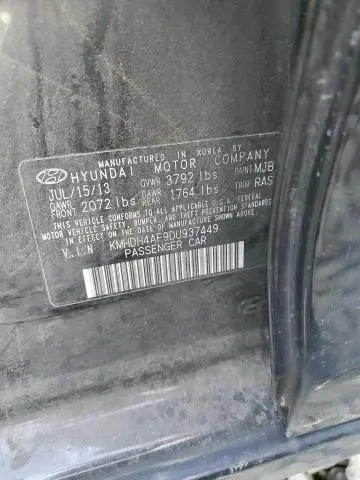 MANUFACTURED IN KOREA BY
HYUNDAI MOTOR COMPANY
JUL/15/13 GVWR 3792 lbs PAINT MJB
GAWR FRONT 2072 lbs GAWR REAR 1764 lbs TRIM RAS
THIS VEHICLE CONFORMS TO ALL APPLICABLE U.S.A. FEDERAL
MOTOR VEHICLE SAFETY, BUMPER, AND THEFT PREVENTION
STANDARDS IN EFFECT ON THE DATE OF MANUFACTURE SHOWN ABOVE.
V.I.N: KMHDH4AE9DU937449
PASSENGER CAR